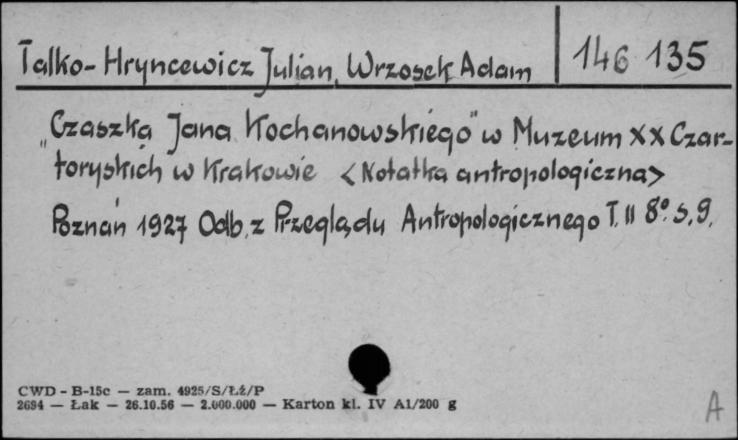 Talko-Hryncewicz Julian, Wrzosek Adam
146 135
„Czaszka Jana Kochanowskiego" w Muzeum XX Czar-
toryskich w Krakowie <Notatka antropologiczna>
Poznań 1927 Odb. z Przeglądu Antropologicznego T. II 8° s. 9.
CWD - B-15c — zam. 4925/S/Łź/P
2694 — Łak — 26.10.56 — 2.000.000 — Karton kl. IV A1/200 g
A